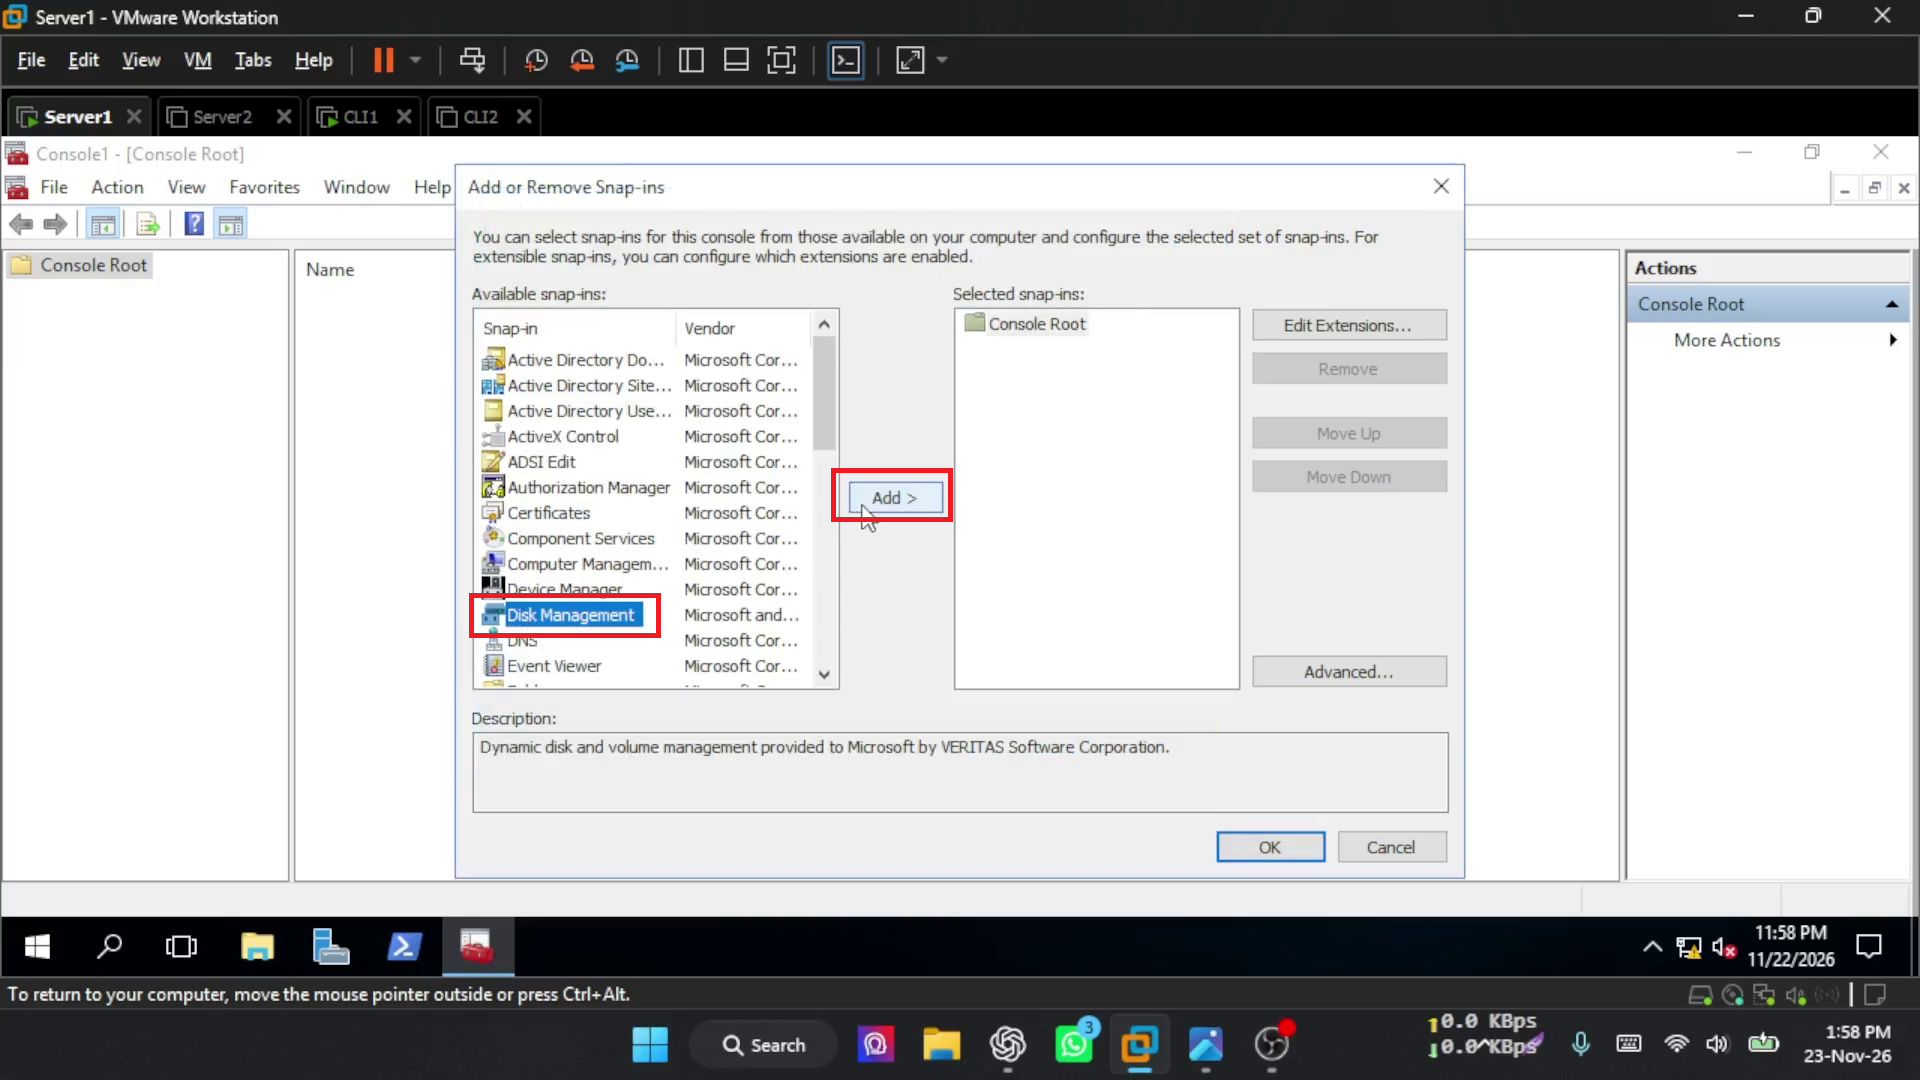 Server1 - VMware Workstation
File Edit View VM Tabs Help
Server1 Server2 CLI1 CLI2
Console1 - [Console Root]
File Action View Favorites Window Help
Console Root
Name
Add or Remove Snap-ins
You can select snap-ins for this console from those available on your computer and configure the selected set of snap-ins. For
extensible snap-ins, you can configure which extensions are enabled.
Available snap-ins:
Snap-in Vendor
Active Directory Do... Microsoft Cor...
Active Directory Site... Microsoft Cor...
Active Directory Use... Microsoft Cor...
ActiveX Control Microsoft Cor...
ADSI Edit Microsoft Cor...
Authorization Manager Microsoft Cor...
Certificates Microsoft Cor...
Component Services Microsoft Cor...
Computer Managem... Microsoft Cor...
Device Manager Microsoft Cor...
Disk Management Microsoft and...
DNS Microsoft Cor...
Event Viewer Microsoft Cor...
Add >
Selected snap-ins:
Console Root
Edit Extensions...
Remove
Move Up
Move Down
Advanced...
Description:
Dynamic disk and volume management provided to Microsoft by VERITAS Software Corporation.
OK Cancel
Actions
Console Root
More Actions
11:58 PM
11/22/2026
To return to your computer, move the mouse pointer outside or press Ctrl+Alt.
Search
3
0.0 KBps
0.0 KBps
1:58 PM
23-Nov-26